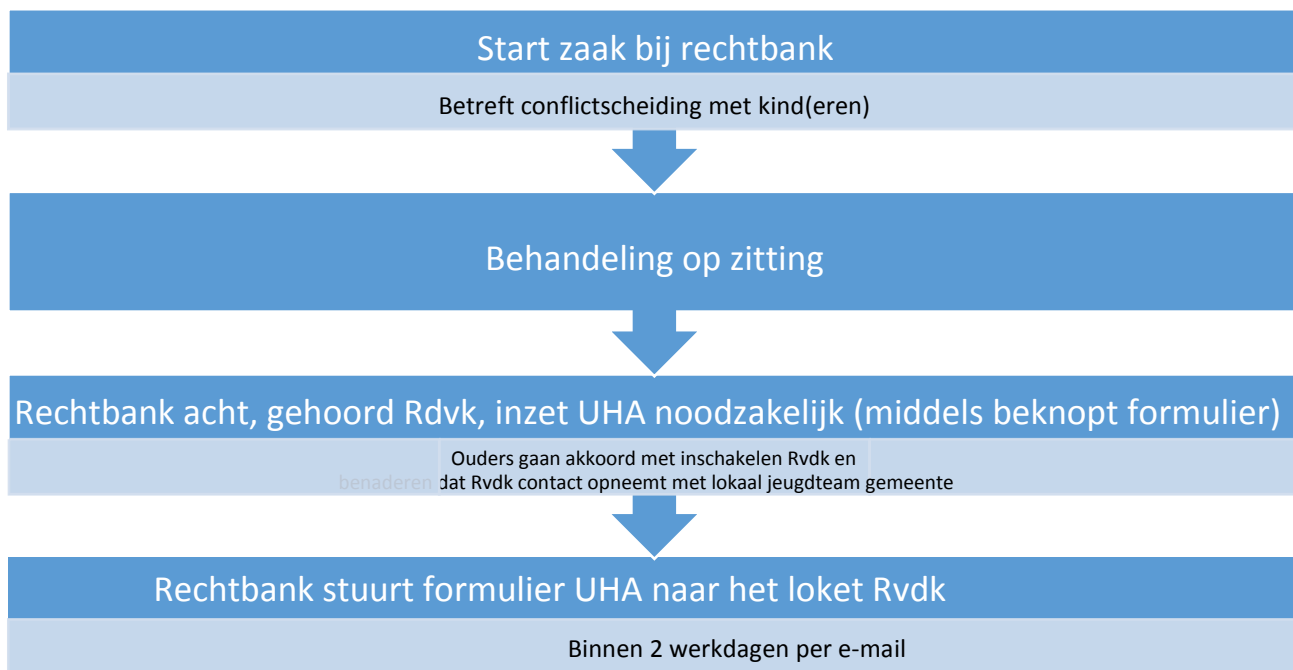 Start zaak bij rechtbank
Betreft conflictscheiding met kind(eren)
Behandeling op zitting
Rechtbank acht, gehoord Rdvk, inzet UHA noodzakelijk (middels beknopt formulier)
Ouders gaan akkoord met inschakelen Rvdk en
benaderen dat Rvdk contact opneemt met lokaal jeugdteam gemeente
Rechtbank stuurt formulier UHA naar het loket Rvdk
Binnen 2 werkdagen per e-mail